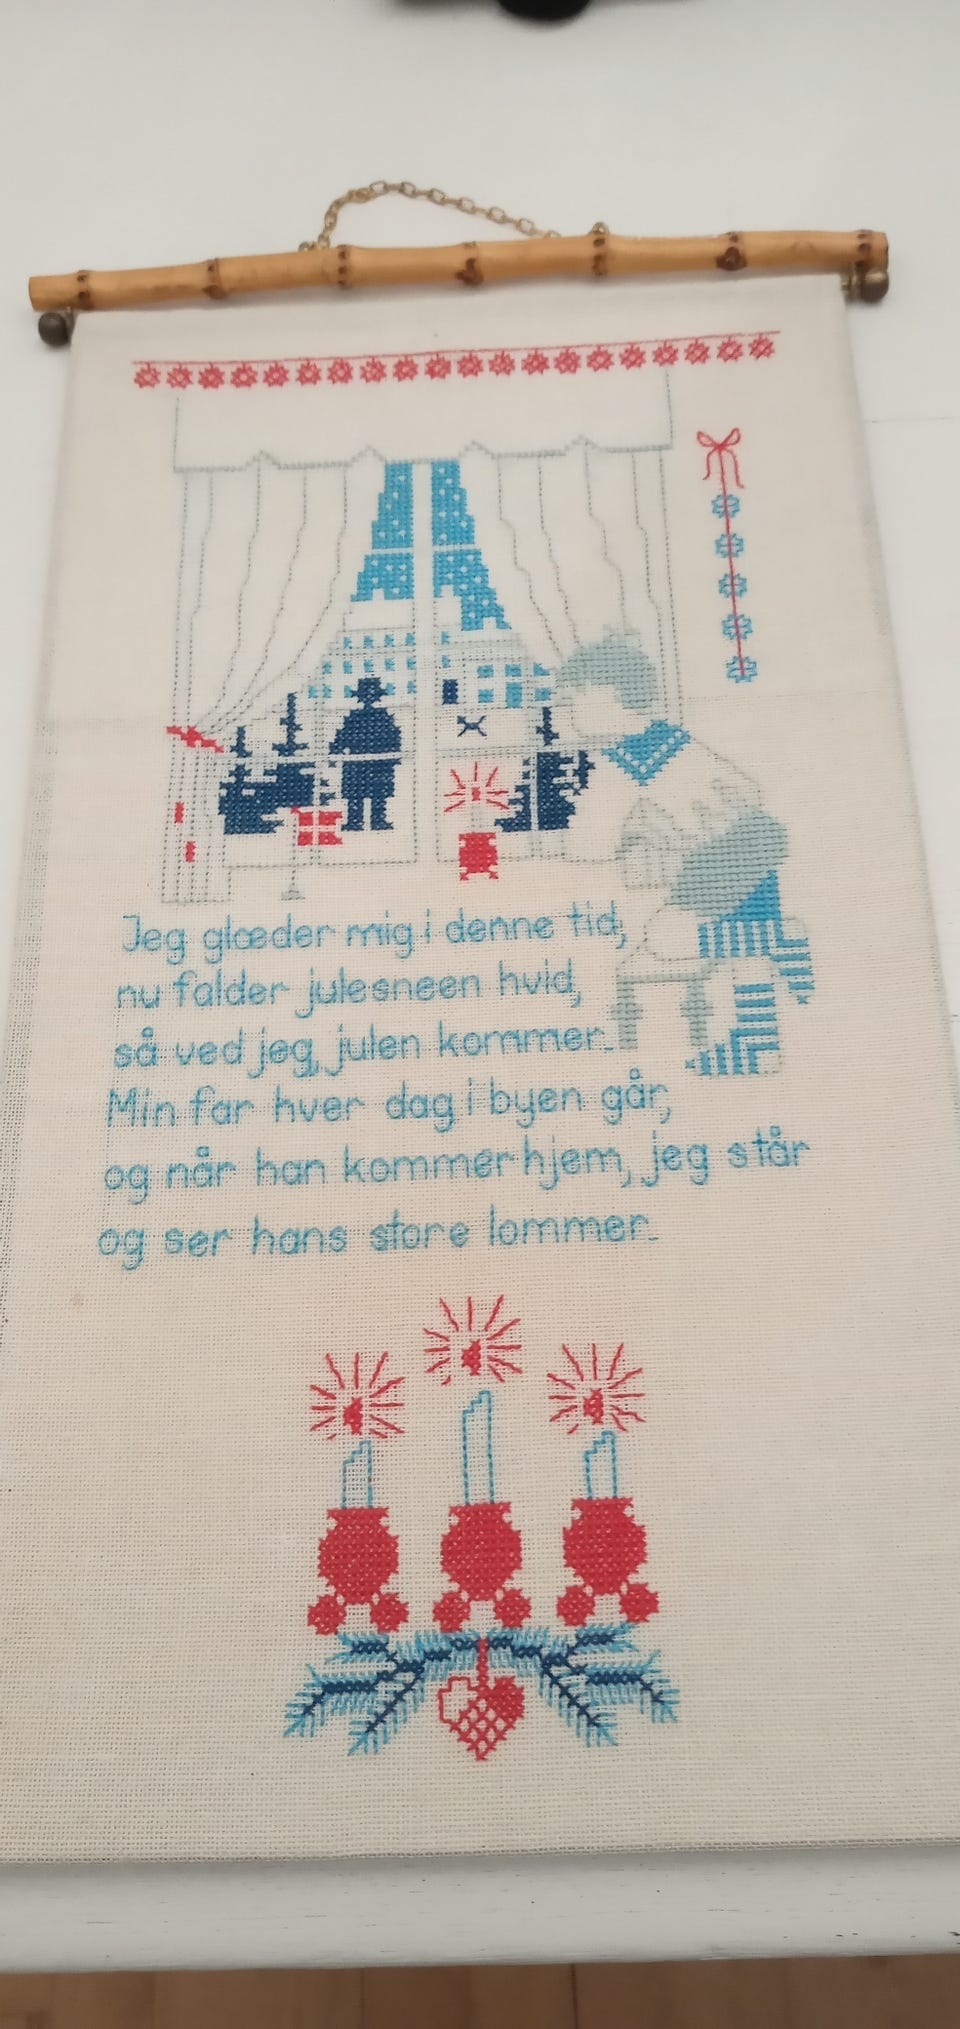 Jeg glæder mig i denne tid,
nu falder julesneen hvid,
så ved jeg, julen kommer.
Min far hver dag i byen går,
og når han kommer hjem, jeg står
og ser hans store lommer.